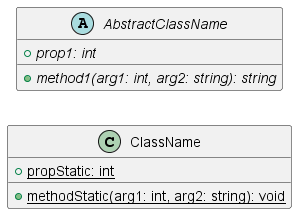 A AbstractClassName
prop1: int
method1(arg1: int, arg2: string): string
C ClassName
propStatic: int
methodStatic(arg1: int, arg2: string): void